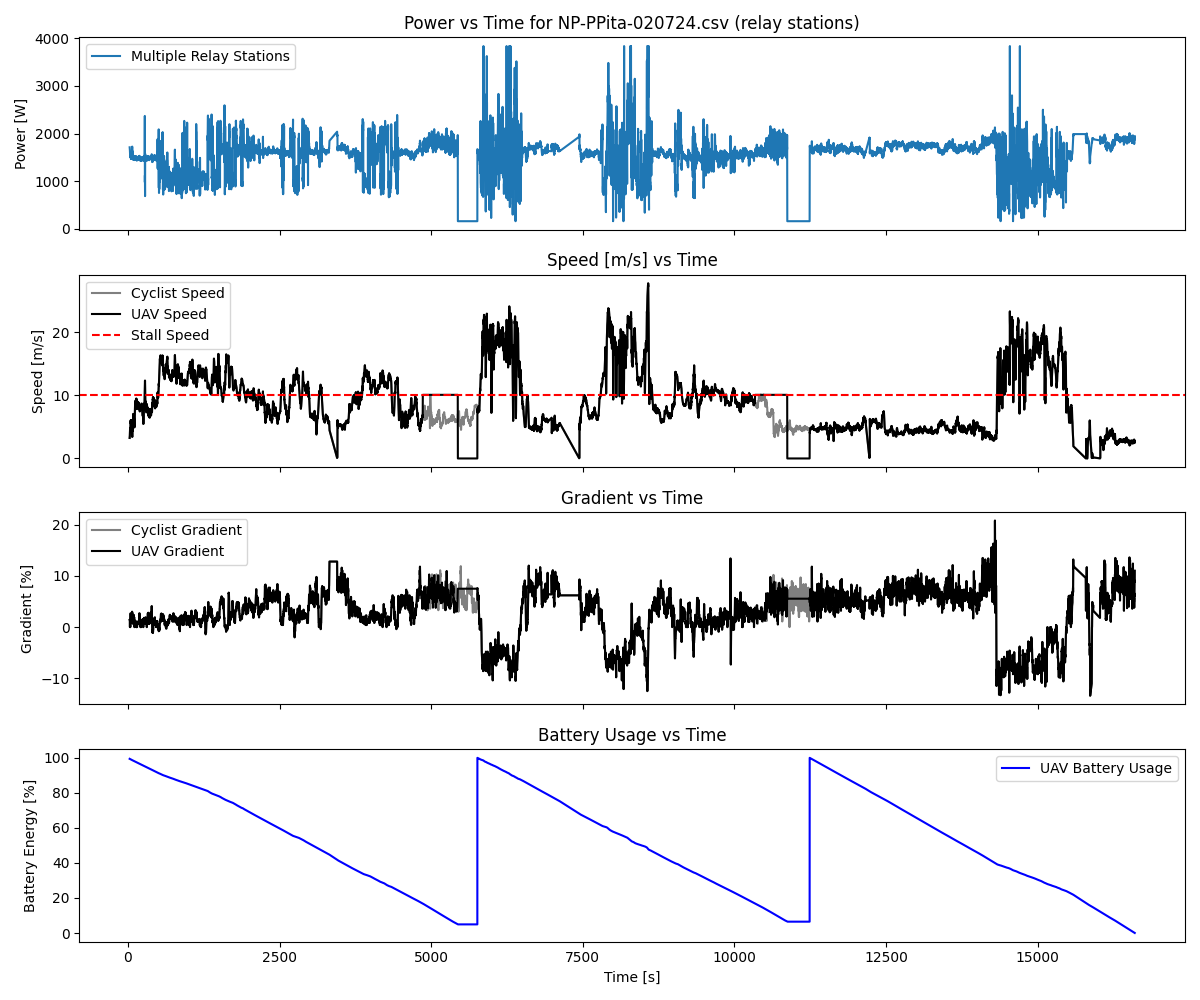 Power vs Time for NP-PPita-020724.csv (relay stations)
4000
3000
2000
1000
0
Power [W]
Multiple Relay Stations
Speed [m/s] vs Time
20
10
0
Speed [m/s]
Cyclist Speed
UAV Speed
Stall Speed
Gradient vs Time
20
10
0
−10
Gradient [%]
Cyclist Gradient
UAV Gradient
Battery Usage vs Time
100
80
60
40
20
0
Battery Energy [%]
UAV Battery Usage
0 2500 5000 7500 10000 12500 15000
Time [s]